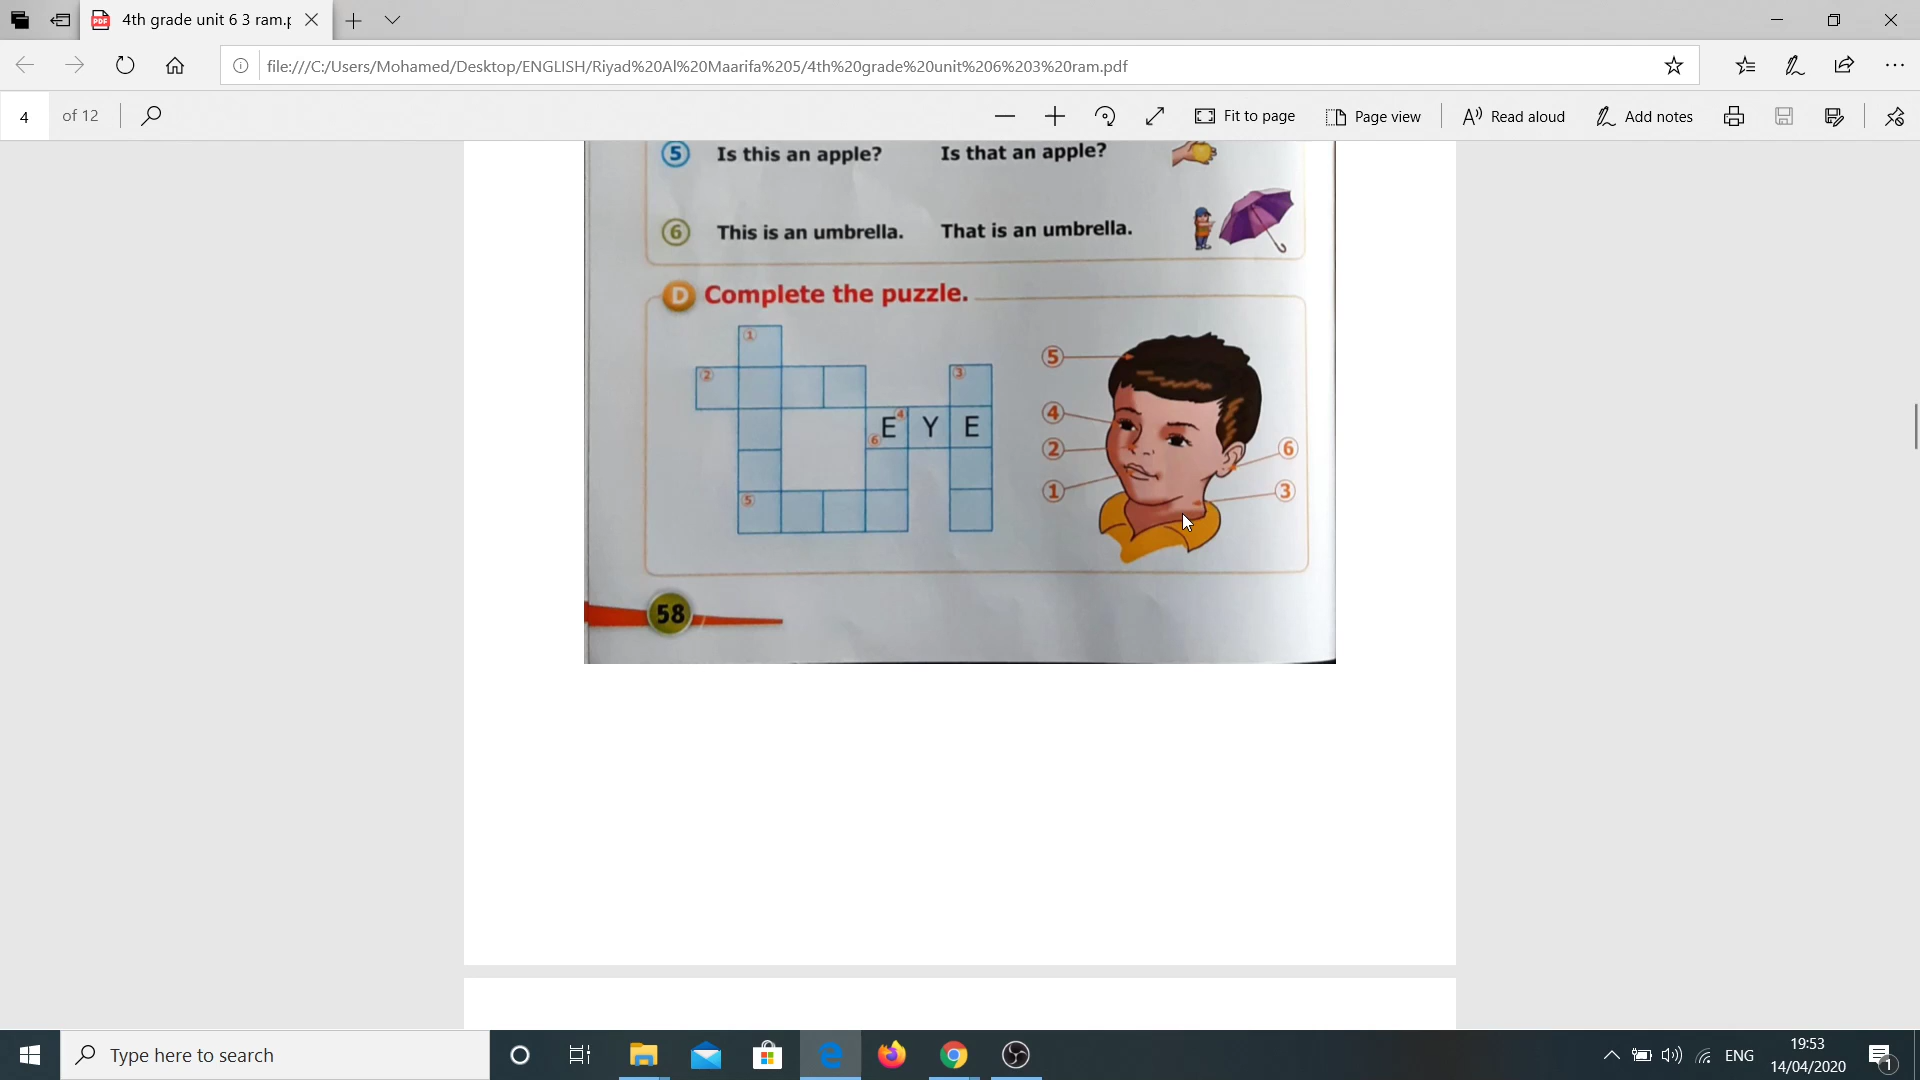 4th grade unit 6 3 ram.p
file:///C:/Users/Mohamed/Desktop/ENGLISH/Riyad%20Al%20Maarifa%205/4th%20grade%20unit%206%203%20ram.pdf
4 of 12 Fit to page Page view Read aloud Add notes
5 Is this an apple? Is that an apple?
6 This is an umbrella. That is an umbrella.
D Complete the puzzle.
1
2
3
4
6
E Y E
5
5
4
2
1
6
3
58
Type here to search
ENG
19:53
14/04/2020
1